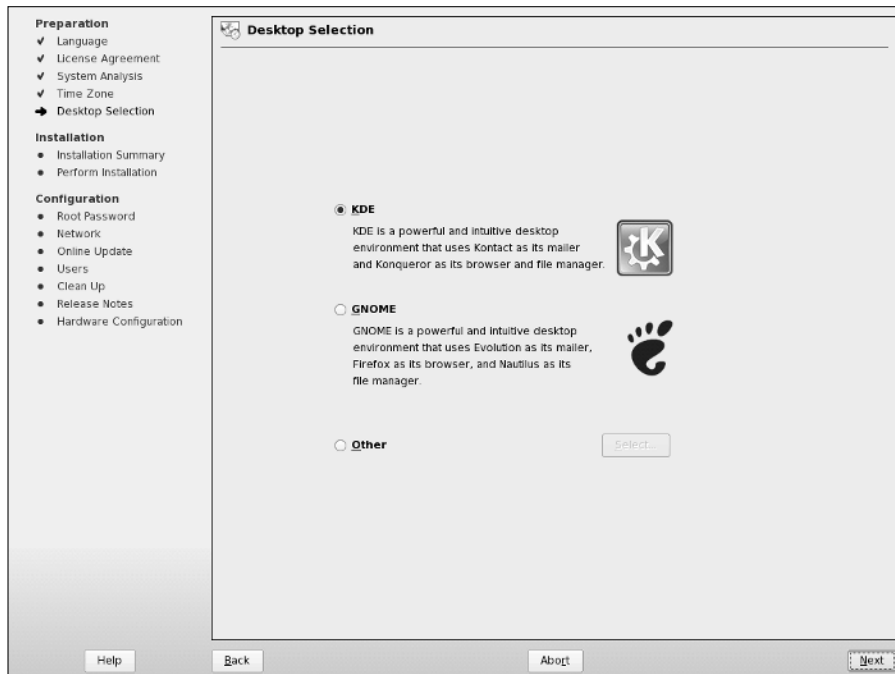 Preparation
Language
License Agreement
System Analysis
Time Zone
Desktop Selection
Installation
Installation Summary
Perform Installation
Configuration
Root Password
Network
Online Update
Users
Clean Up
Release Notes
Hardware Configuration
Desktop Selection
KDE
KDE is a powerful and intuitive desktop
environment that uses Kontact as its mailer
and Konqueror as its browser and file manager.
GNOME
GNOME is a powerful and intuitive desktop
environment that uses Evolution as its mailer,
Firefox as its browser, and Nautilus as its
file manager.
Other
Select...
Help
Back
Abort
Next